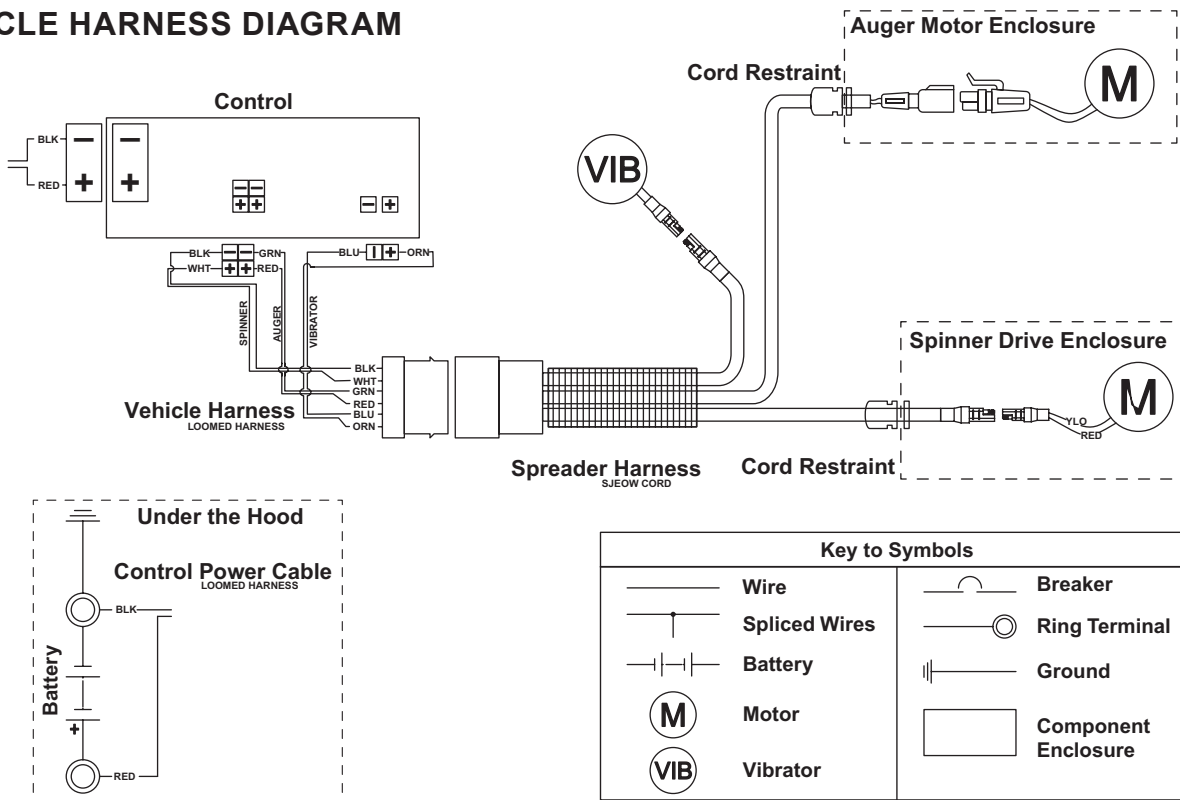 CLE HARNESS DIAGRAM
Auger Motor Enclosure
Cord Restraint
M
Control
BLK
RED
−
+
−
+
VIB
− −
+ +
− +
BLK − − GRN
WHT + + RED
BLU − + ORN
SPINNER
AUGER
VIBRATOR
BLK
WHT
GRN
RED
BLU
ORN
Vehicle Harness
LOOMED HARNESS
Spinner Drive Enclosure
M
YLO
RED
Spreader Harness
SJEOW CORD
Cord Restraint
Under the Hood
Control Power Cable
LOOMED HARNESS
BLK
Battery
+
RED
Key to Symbols
Wire
Spliced Wires
Battery
M Motor
VIB Vibrator
Breaker
Ring Terminal
Ground
Component
Enclosure